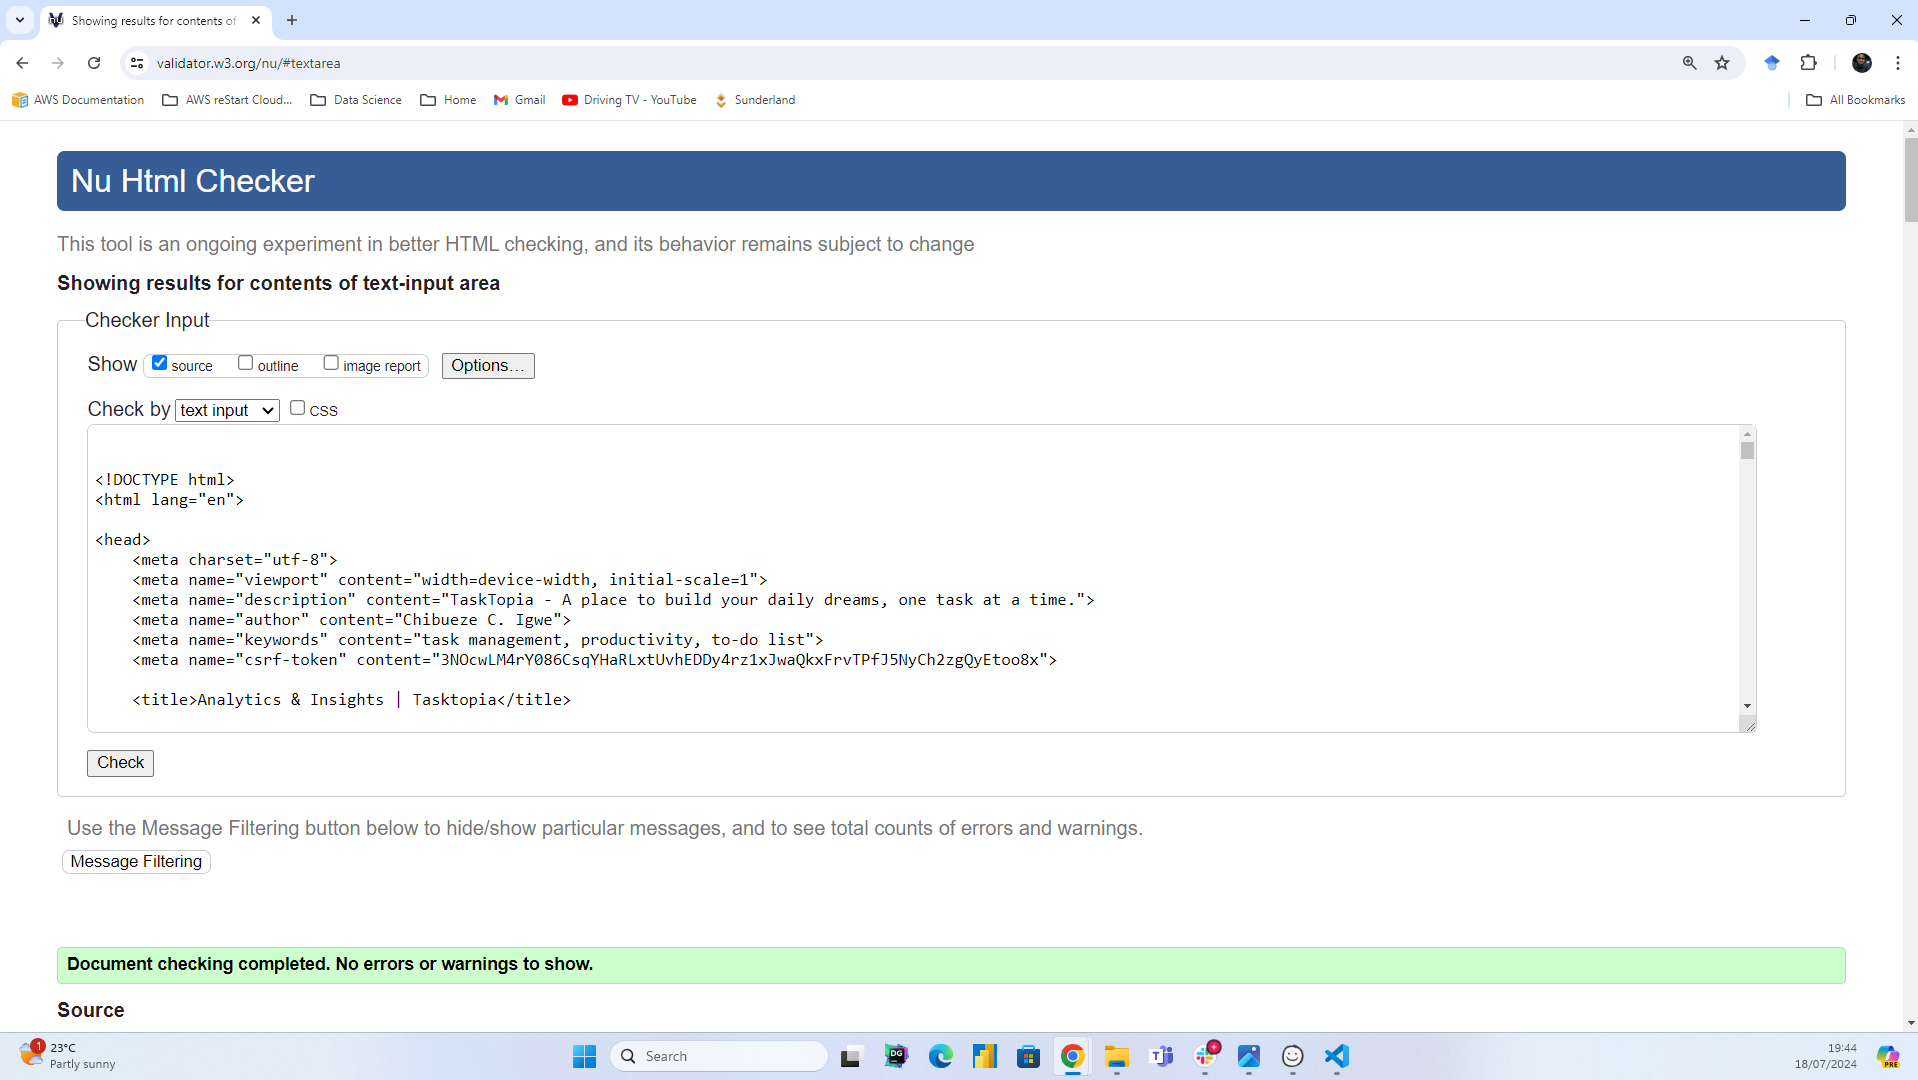 Showing results for contents of
validator.w3.org/nu/#textarea
AWS Documentation
AWS reStart Cloud...
Data Science
Home
Gmail
Driving TV - YouTube
Sunderland
All Bookmarks
Nu Html Checker
This tool is an ongoing experiment in better HTML checking, and its behavior remains subject to change
Showing results for contents of text-input area
Checker Input
Show source outline image report Options...
Check by text input CSS
<!DOCTYPE html>
<html lang="en">
<head>
<meta charset="utf-8">
<meta name="viewport" content="width=device-width, initial-scale=1">
<meta name="description" content="TaskTopia - A place to build your daily dreams, one task at a time.">
<meta name="author" content="Chibueze C. Igwe">
<meta name="keywords" content="task management, productivity, to-do list">
<meta name="csrf-token" content="3NOcwLM4rY086CsqYHaRLxtUvhEDDy4rz1xJwaQkxFrvTPfJ5NyCh2zgQyEtoo8x">
<title>Analytics & Insights | Tasktopia</title>
Check
Use the Message Filtering button below to hide/show particular messages, and to see total counts of errors and warnings.
Message Filtering
Document checking completed. No errors or warnings to show.
Source
1
23°C
Partly sunny
Search
DG
PRE
19:44
18/07/2024